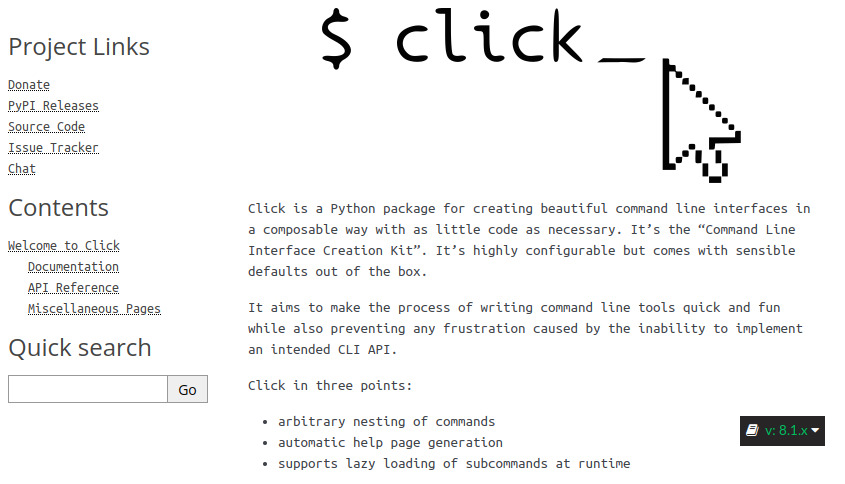 $ click_
Project Links
Donate
PyPI Releases
Source Code
Issue Tracker
Chat
Contents
Welcome to Click
Documentation
API Reference
Miscellaneous Pages
Quick search
Go
Click is a Python package for creating beautiful command line interfaces in
a composable way with as little code as necessary. It’s the “Command Line
Interface Creation Kit”. It’s highly configurable but comes with sensible
defaults out of the box.
It aims to make the process of writing command line tools quick and fun
while also preventing any frustration caused by the inability to implement
an intended CLI API.
Click in three points:
• arbitrary nesting of commands
• automatic help page generation
• supports lazy loading of subcommands at runtime
v: 8.1.x